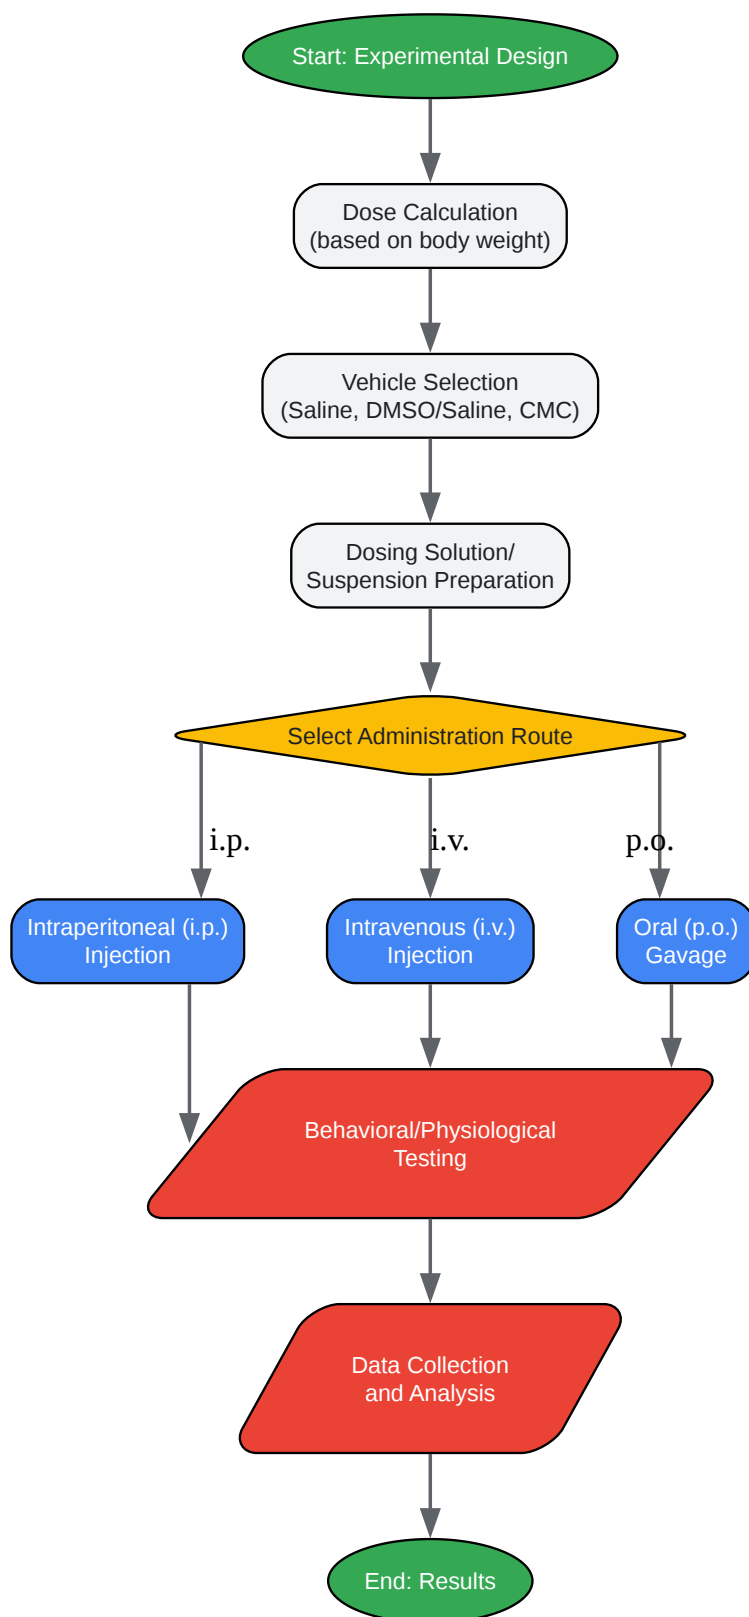 Start: Experimental Design
Dose Calculation
(based on body weight)
Vehicle Selection
(Saline, DMSO/Saline, CMC)
Dosing Solution/
Suspension Preparation
Select Administration Route
i.p.
i.v.
p.o.
Intraperitoneal (i.p.)
Injection
Intravenous (i.v.)
Injection
Oral (p.o.)
Gavage
Behavioral/Physiological
Testing
Data Collection
and Analysis
End: Results